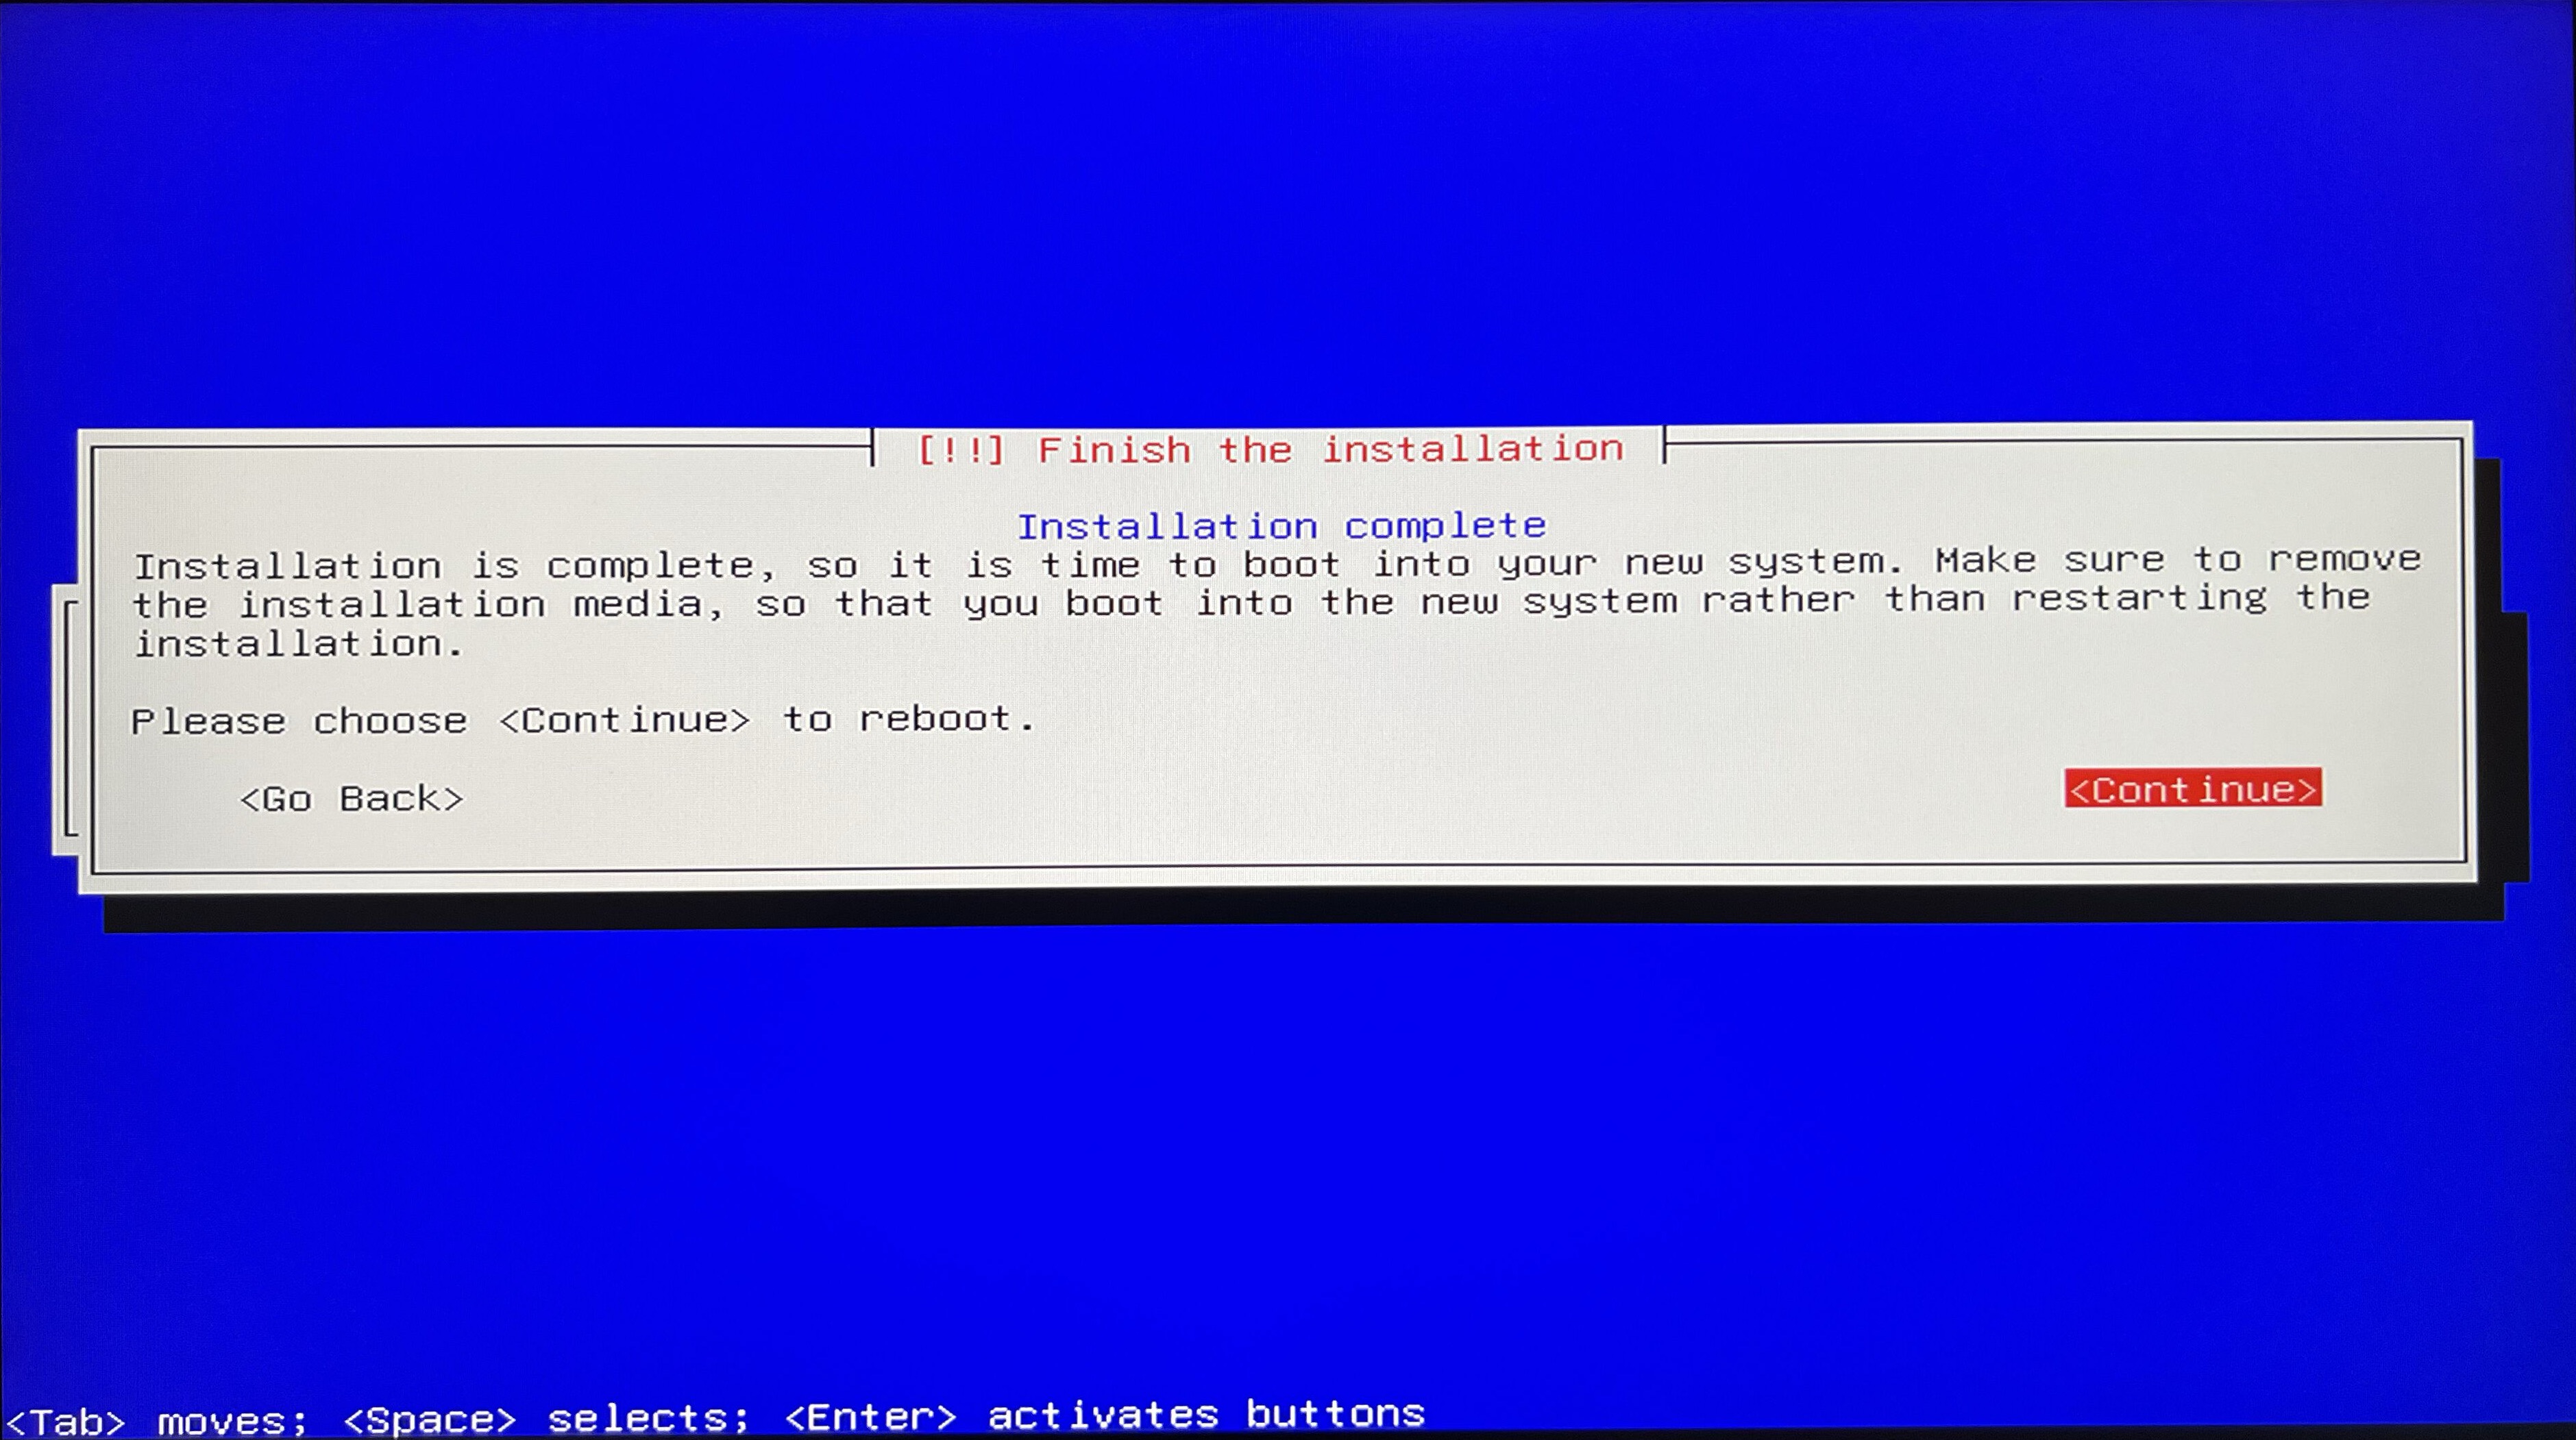 [!!] Finish the installation
Installation complete
Installation is complete, so it is time to boot into your new system. Make sure to remove
the installation media, so that you boot into the new system rather than restarting the
installation.
Please choose <Continue> to reboot.
<Go Back>
<Continue>
<Tab> moves; <Space> selects; <Enter> activates buttons